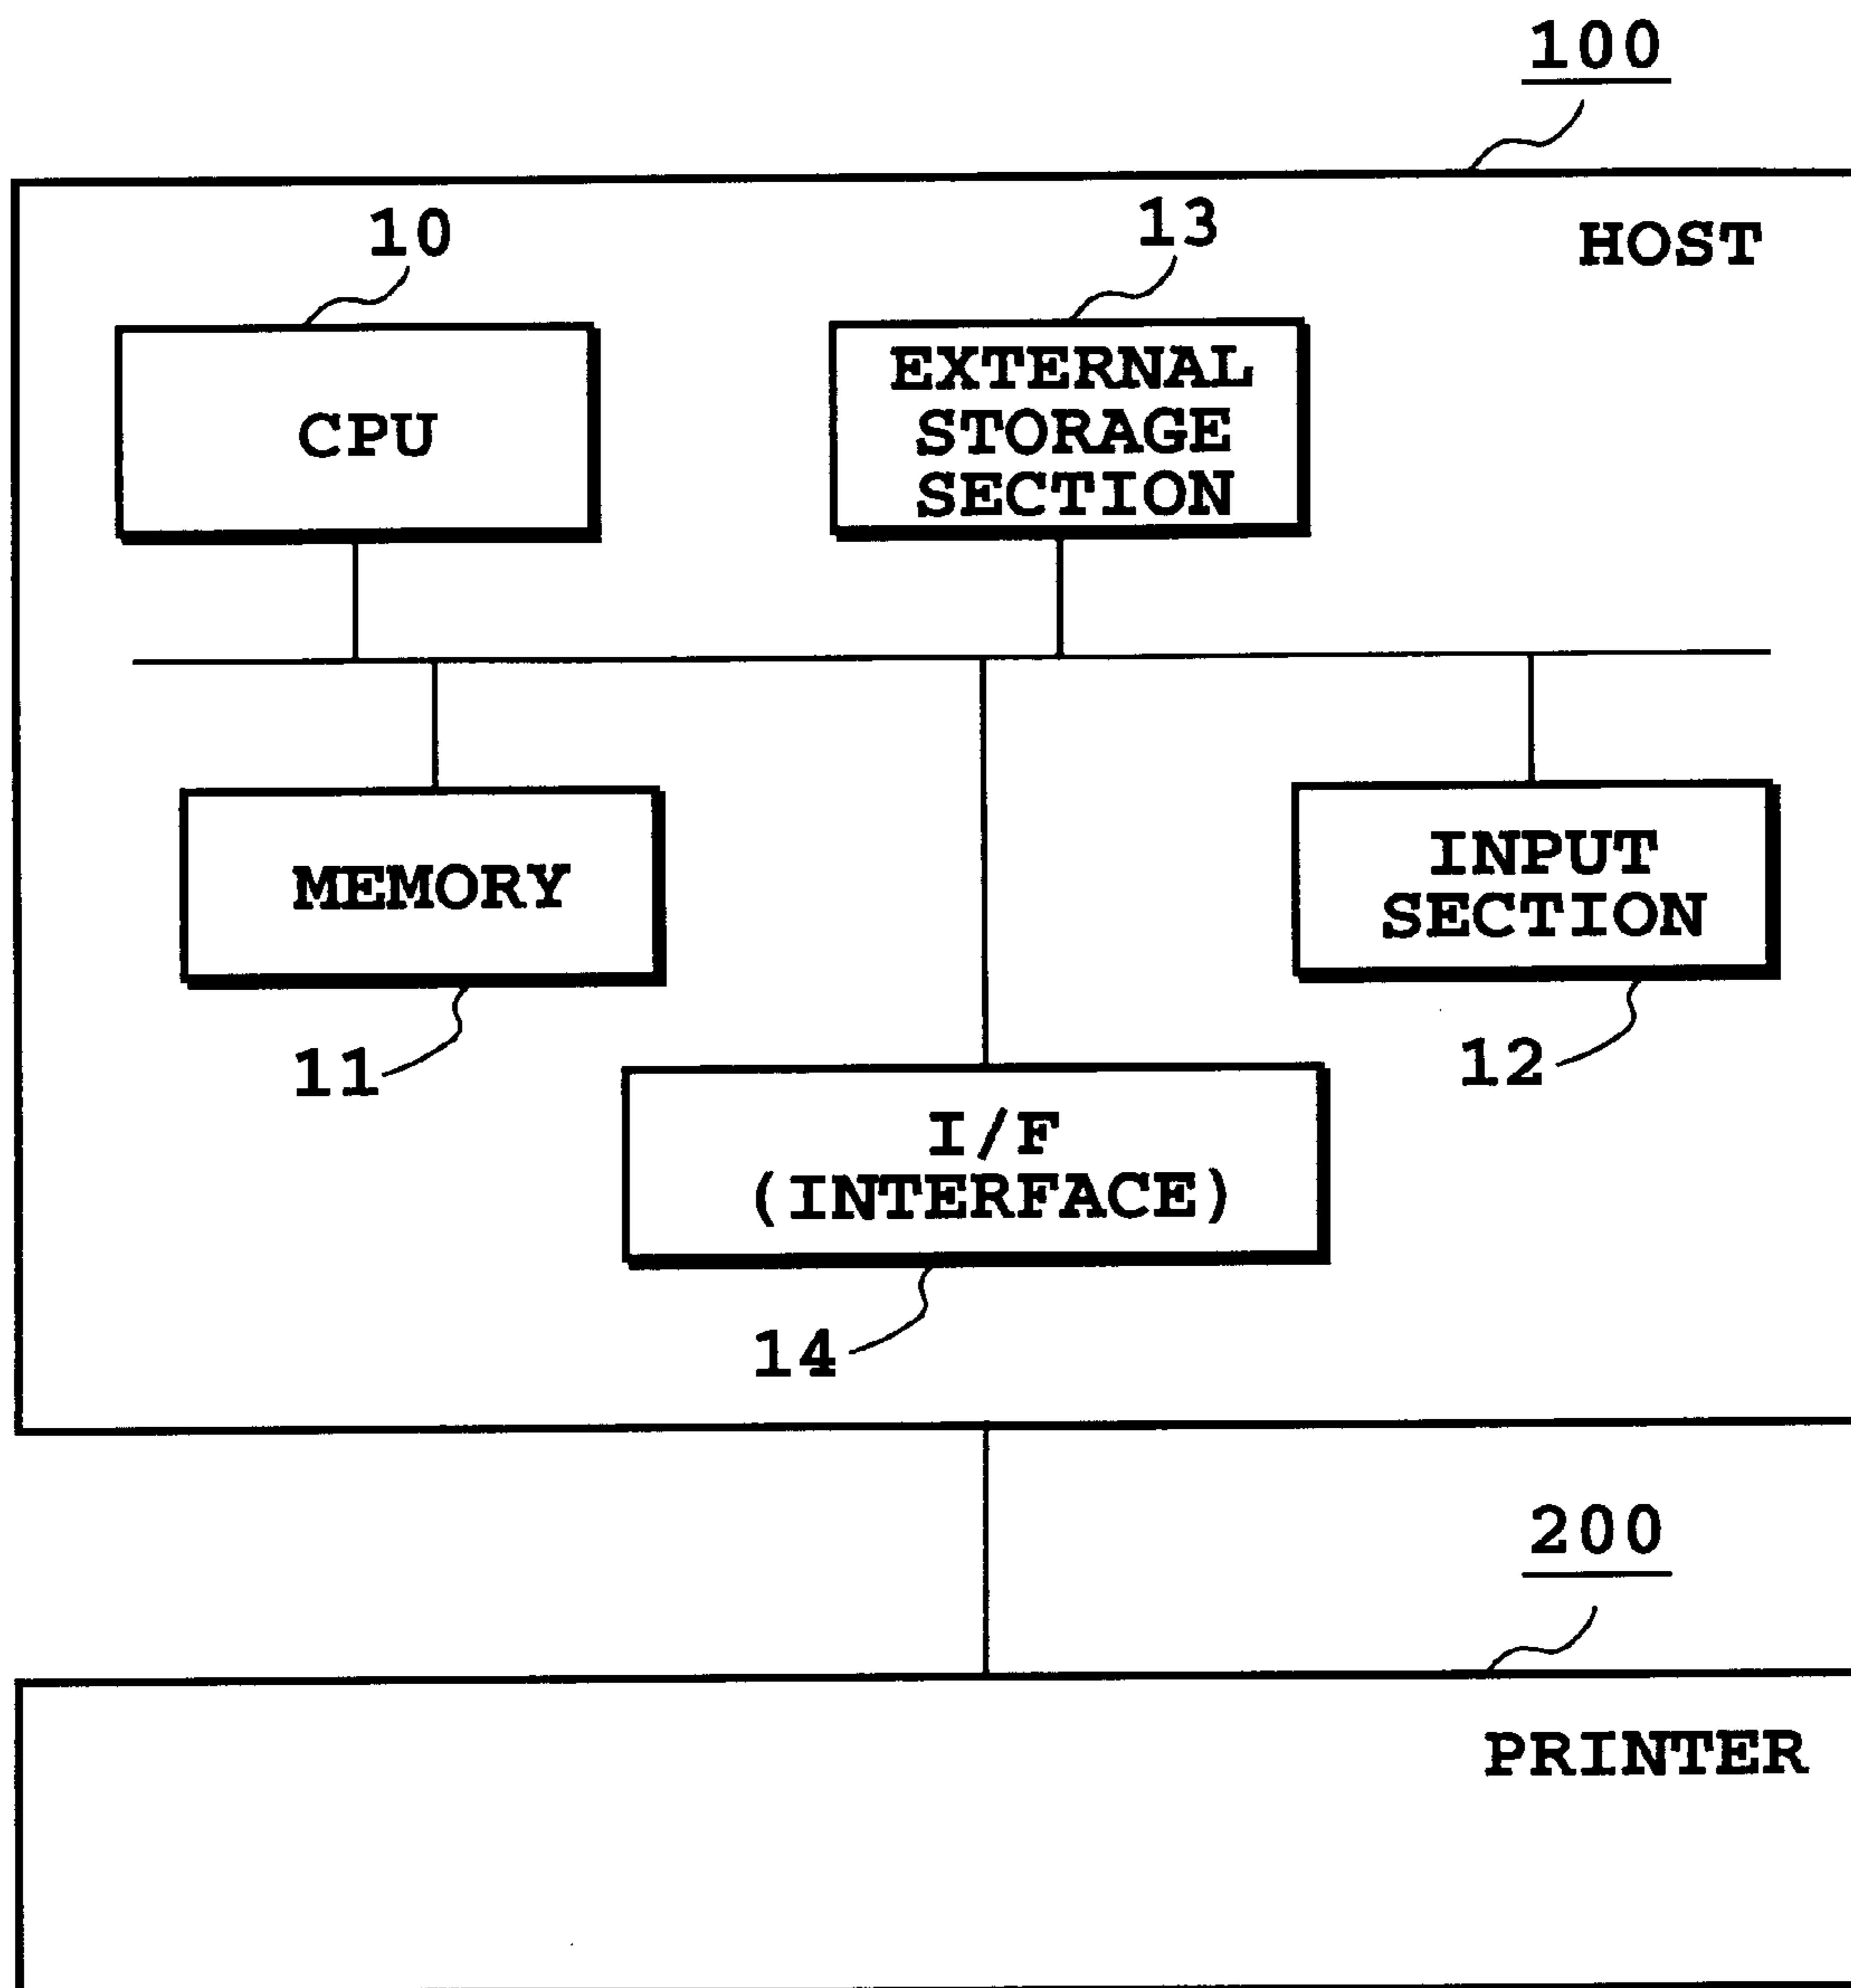 100
HOST
10
13
CPU
EXTERNAL
STORAGE
SECTION
MEMORY
INPUT
SECTION
11
12
I/F
(INTERFACE)
14
200
PRINTER